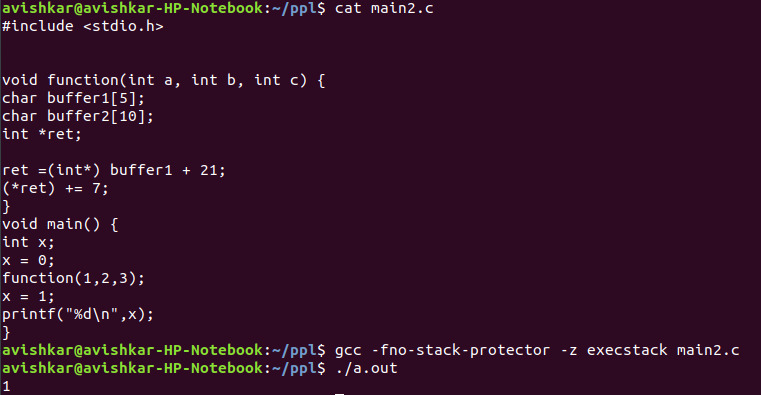 avishkar@avishkar-HP-Notebook:~/ppl$ cat main2.c
#include <stdio.h>
void function(int a, int b, int c) {
char buffer1[5];
char buffer2[10];
int *ret;
ret =(int*) buffer1 + 21;
(*ret) += 7;
}
void main() {
int x;
x = 0;
function(1,2,3);
x = 1;
printf("%d\n",x);
}
avishkar@avishkar-HP-Notebook:~/ppl$ gcc -fno-stack-protector -z execstack main2.c
avishkar@avishkar-HP-Notebook:~/ppl$ ./a.out
1